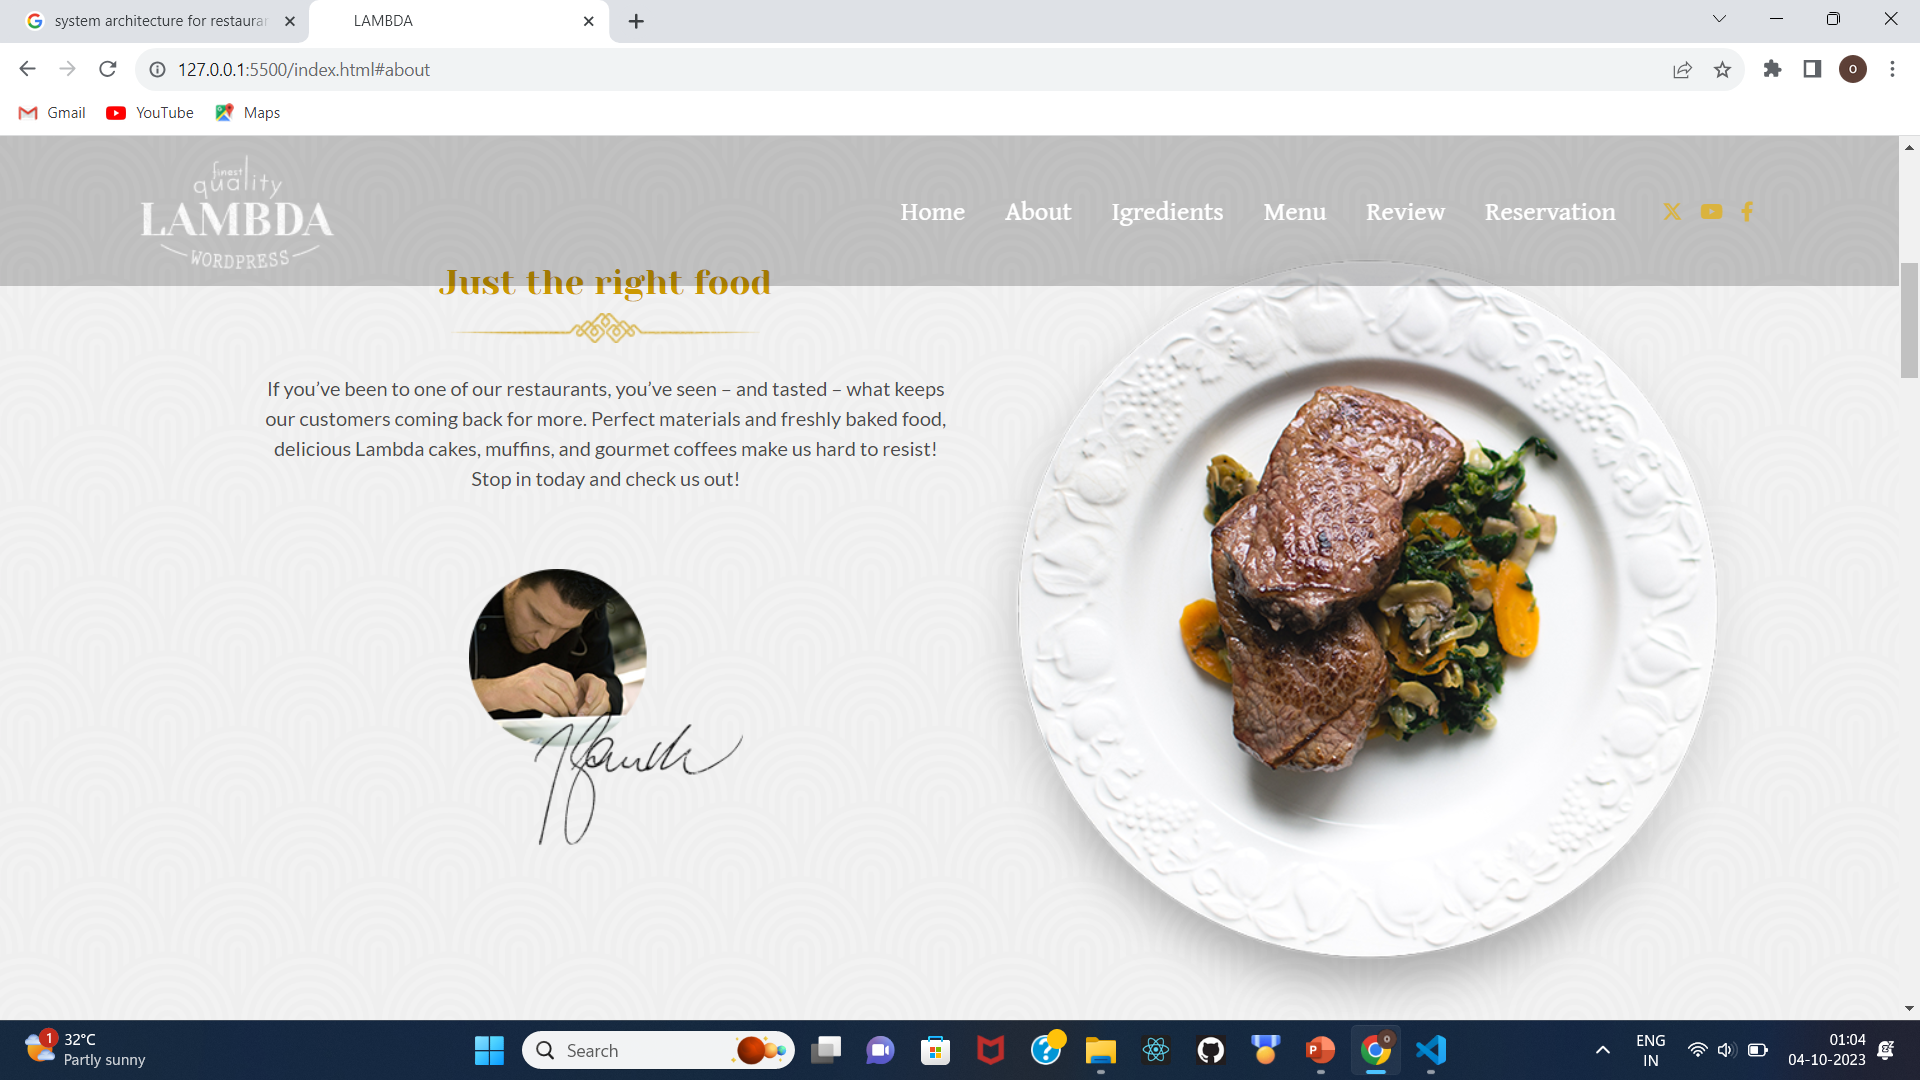 system architecture for restaurar
LAMBDA
127.0.0.1:5500/index.html#about
o
Gmail
YouTube
Maps
finest
quality
LAMBDA
WORDPRESS
Home
About
Igredients
Menu
Review
Reservation
Just the right food
If you’ve been to one of our restaurants, you’ve seen – and tasted – what keeps
our customers coming back for more. Perfect materials and freshly baked food,
delicious Lambda cakes, muffins, and gourmet coffees make us hard to resist!
Stop in today and check us out!
1
32°C
Partly sunny
Search
ENG
IN
01:04
04-10-2023